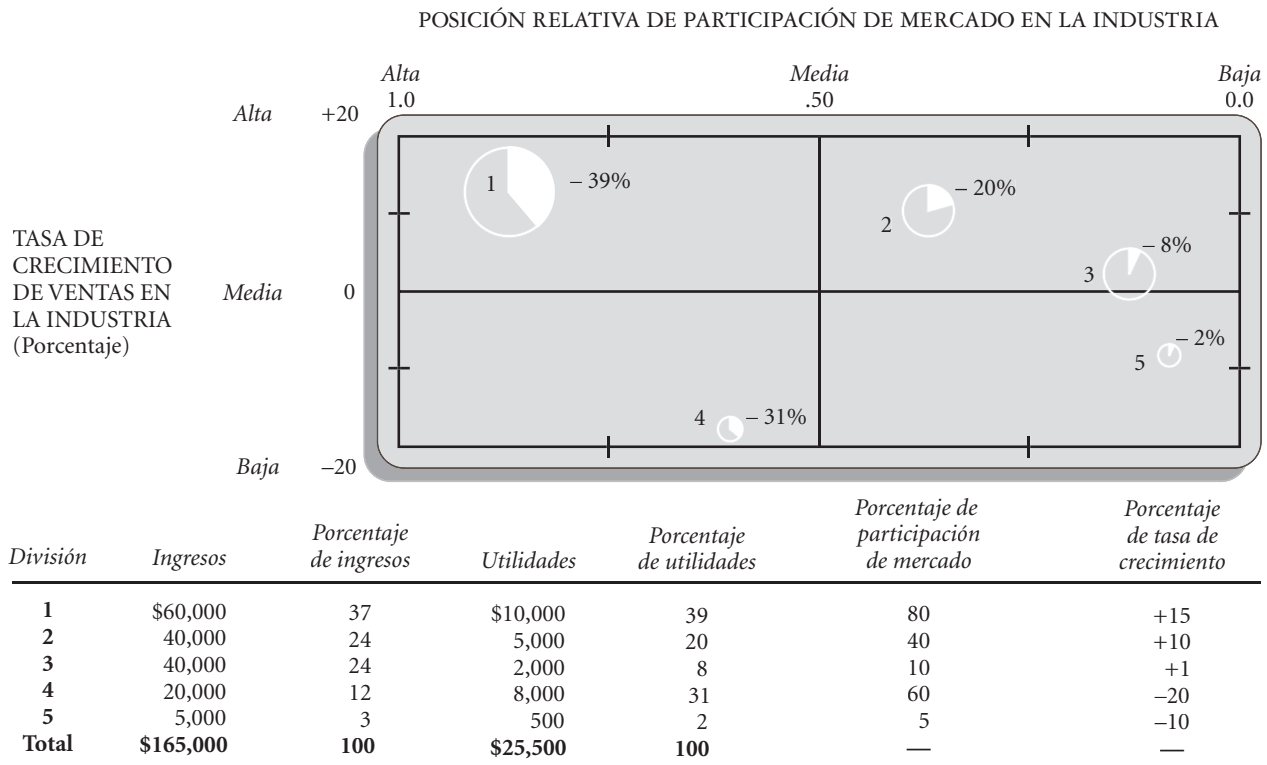 POSICIÓN RELATIVA DE PARTICIPACIÓN DE MERCADO EN LA INDUSTRIA
Alta Media Baja
1.0 .50 0.0
Alta +20
1 – 39%
2 – 20%
3 – 8%
TASA DE
CRECIMIENTO
DE VENTAS EN
LA INDUSTRIA
(Porcentaje)
Media 0
5 – 2%
4 – 31%
Baja –20
División Ingresos Porcentaje de ingresos Utilidades Porcentaje de utilidades Porcentaje de participación de mercado Porcentaje de tasa de crecimiento
1 $60,000 37 $10,000 39 80 +15
2 40,000 24 5,000 20 40 +10
3 40,000 24 2,000 8 10 +1
4 20,000 12 8,000 31 60 –20
5 5,000 3 500 2 5 –10
Total $165,000 100 $25,500 100 — —